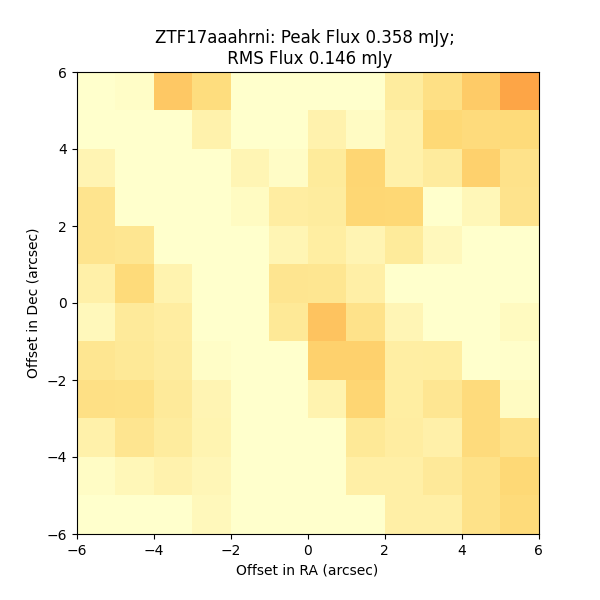 ZTF17aaahrni: Peak Flux 0.358 mJy;
RMS Flux 0.146 mJy
6
4
2
0
−2
−4
−6
Offset in Dec (arcsec)
−6 −4 −2 0 2 4 6
Offset in RA (arcsec)